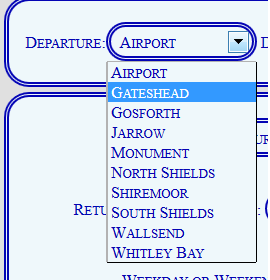 Departure: Airport D
Airport
Gateshead
Gosforth
Jarrow
Monument
North Shields
Shiremoor
South Shields
Wallsend
Whitley Bay